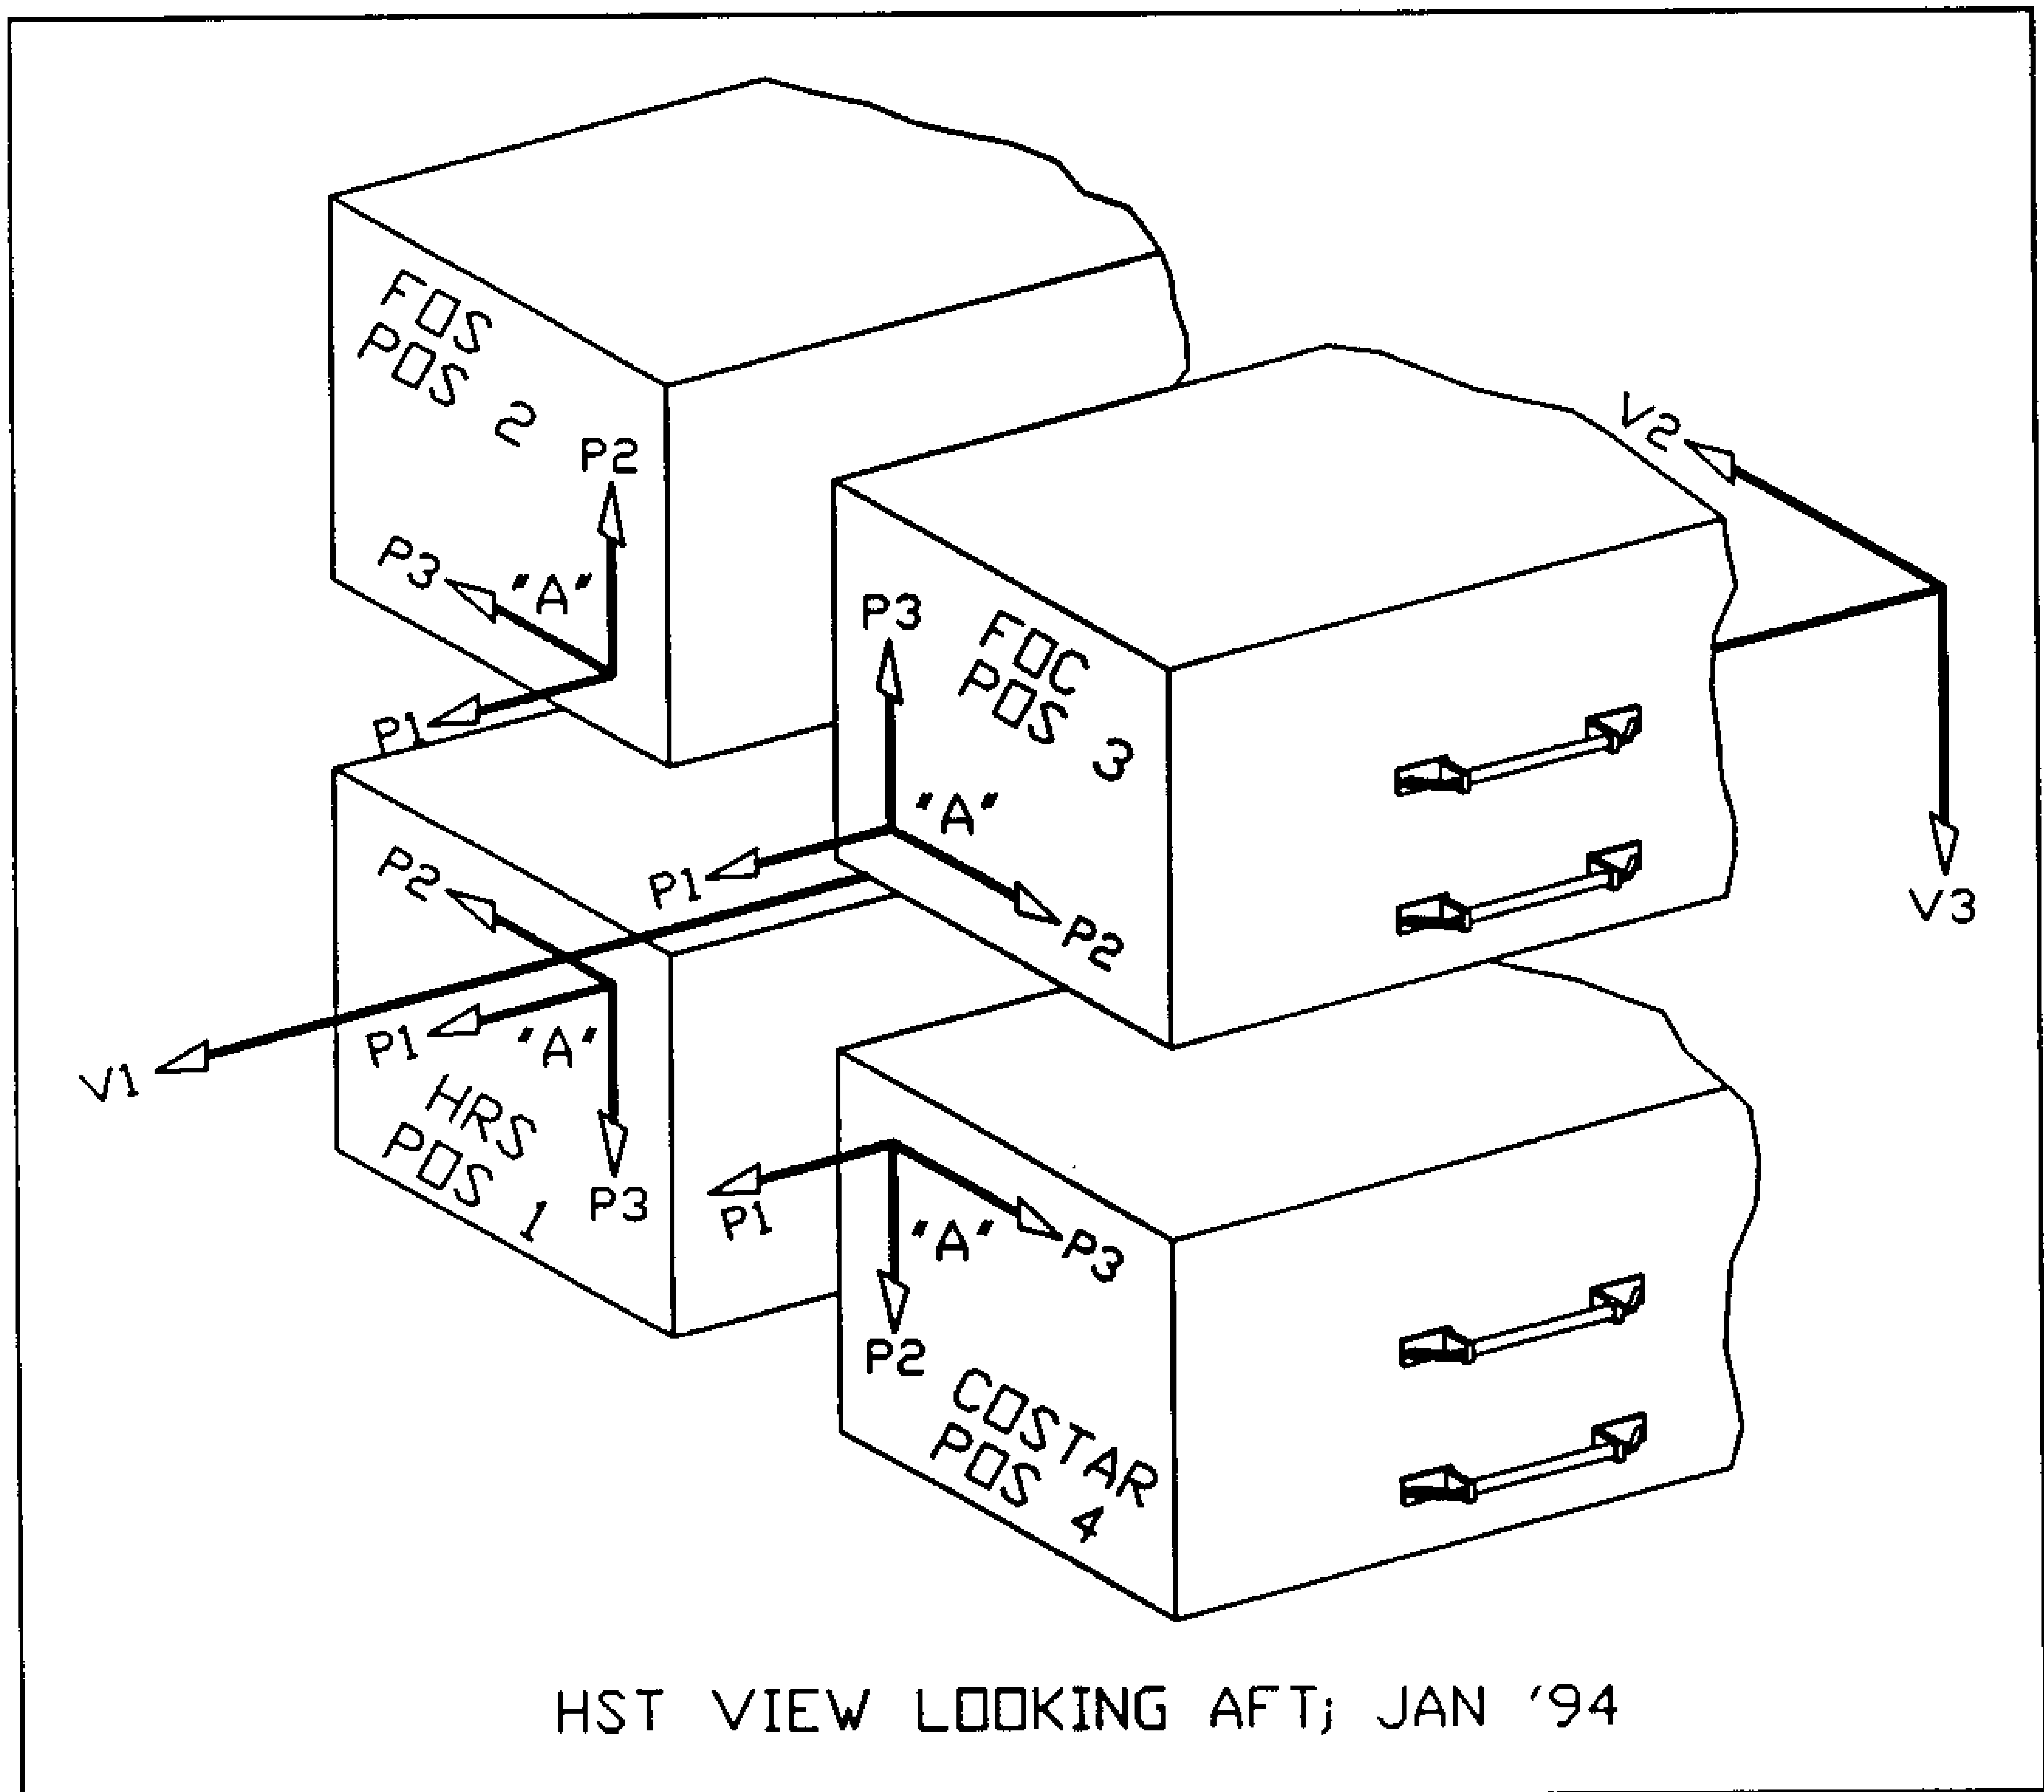 FOS
POS 2
P2
P3
"A"
P1
V2
P3
FOC
POS 3
"A"
P1
P2
V3
P2
P1
"A"
V1
HRS
POS 1
P3
P1
"A"
P3
P2
COSTAR
POS 4
HST VIEW LOOKING AFT; JAN '94